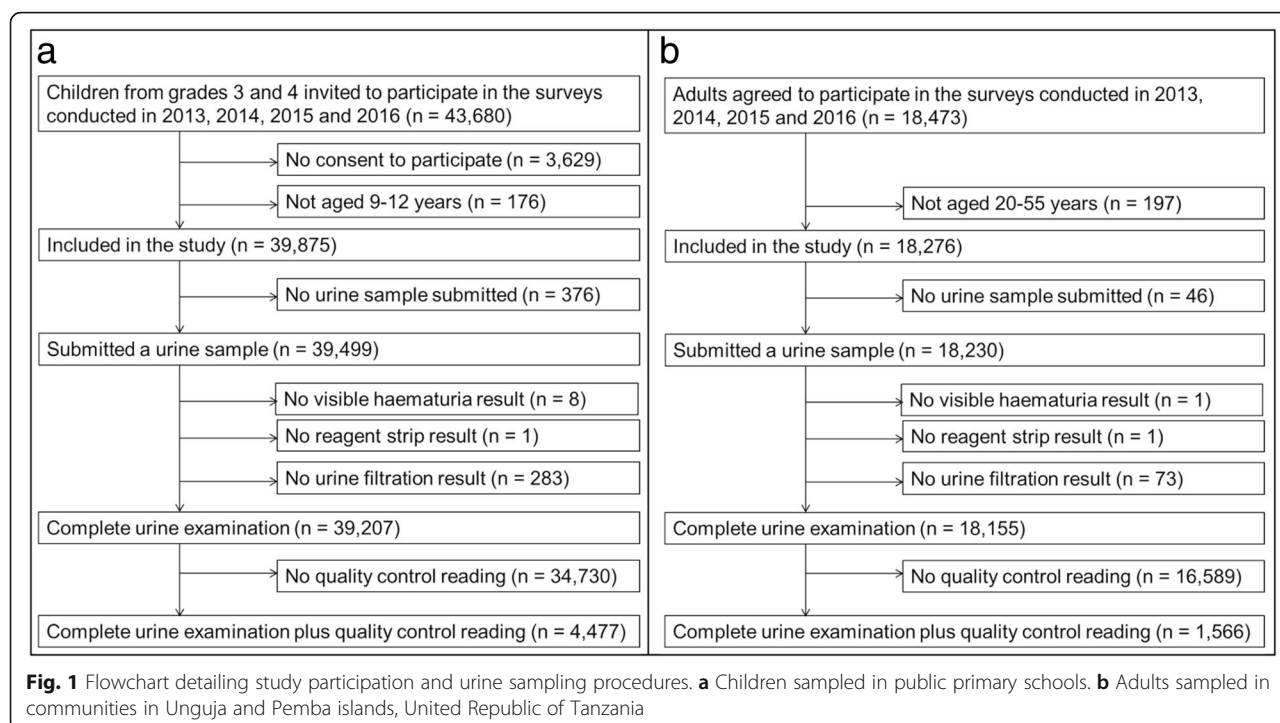 a
Children from grades 3 and 4 invited to participate in the surveys
conducted in 2013, 2014, 2015 and 2016 (n = 43,680)
No consent to participate (n = 3,629)
Not aged 9-12 years (n = 176)
Included in the study (n = 39,875)
No urine sample submitted (n = 376)
Submitted a urine sample (n = 39,499)
No visible haematuria result (n = 8)
No reagent strip result (n = 1)
No urine filtration result (n = 283)
Complete urine examination (n = 39,207)
No quality control reading (n = 34,730)
Complete urine examination plus quality control reading (n = 4,477)
b
Adults agreed to participate in the surveys conducted in 2013,
2014, 2015 and 2016 (n = 18,473)
Not aged 20-55 years (n = 197)
Included in the study (n = 18,276)
No urine sample submitted (n = 46)
Submitted a urine sample (n = 18,230)
No visible haematuria result (n = 1)
No reagent strip result (n = 1)
No urine filtration result (n = 73)
Complete urine examination (n = 18,155)
No quality control reading (n = 16,589)
Complete urine examination plus quality control reading (n = 1,566)
Fig. 1 Flowchart detailing study participation and urine sampling procedures. a Children sampled in public primary schools. b Adults sampled in
communities in Unguja and Pemba islands, United Republic of Tanzania